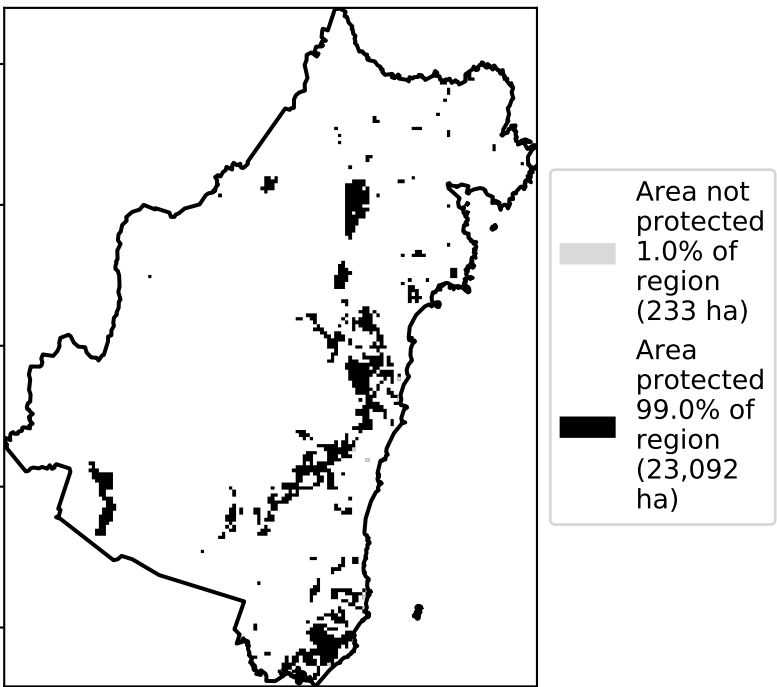 Area not
protected
1.0% of
region
(233 ha)
Area
protected
99.0% of
region
(23,092
ha)